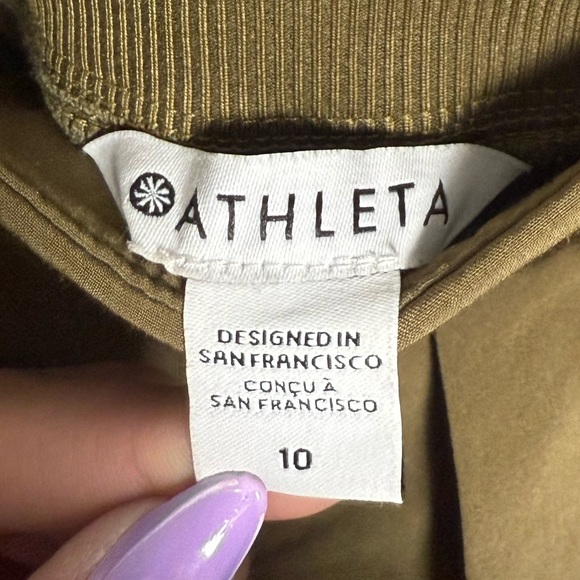 ATHLETA
DESIGNED IN
SAN FRANCISCO
CONÇU À
SAN FRANCISCO
10